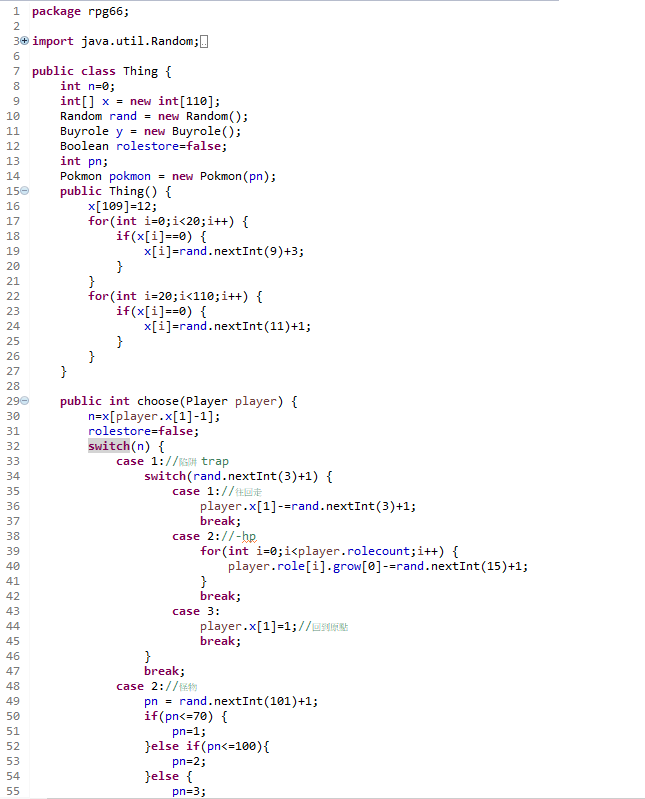 1 package rpg66;
2
3 import java.util.Random;
6
7 public class Thing {
8 int n=0;
9 int[] x = new int[110];
10 Random rand = new Random();
11 Buyrole y = new Buyrole();
12 Boolean rolestore=false;
13 int pn;
14 Pokmon pokmon = new Pokmon(pn);
15 public Thing() {
16 x[109]=12;
17 for(int i=0;i<20;i++) {
18 if(x[i]==0) {
19 x[i]=rand.nextInt(9)+3;
20 }
21 }
22 for(int i=20;i<110;i++) {
23 if(x[i]==0) {
24 x[i]=rand.nextInt(11)+1;
25 }
26 }
27 }
28
29 public int choose(Player player) {
30 n=x[player.x[1]-1];
31 rolestore=false;
32 switch(n) {
33 case 1://陷阱 trap
34 switch(rand.nextInt(3)+1) {
35 case 1://往回走
36 player.x[1]-=rand.nextInt(3)+1;
37 break;
38 case 2://-hp
39 for(int i=0;i<player.rolecount;i++) {
40 player.role[i].grow[0]-=rand.nextInt(15)+1;
41 }
42 break;
43 case 3:
44 player.x[1]=1;//回到原點
45 break;
46 }
47 break;
48 case 2://怪物
49 pn = rand.nextInt(101)+1;
50 if(pn<=70) {
51 pn=1;
52 }else if(pn<=100){
53 pn=2;
54 }else {
55 pn=3;